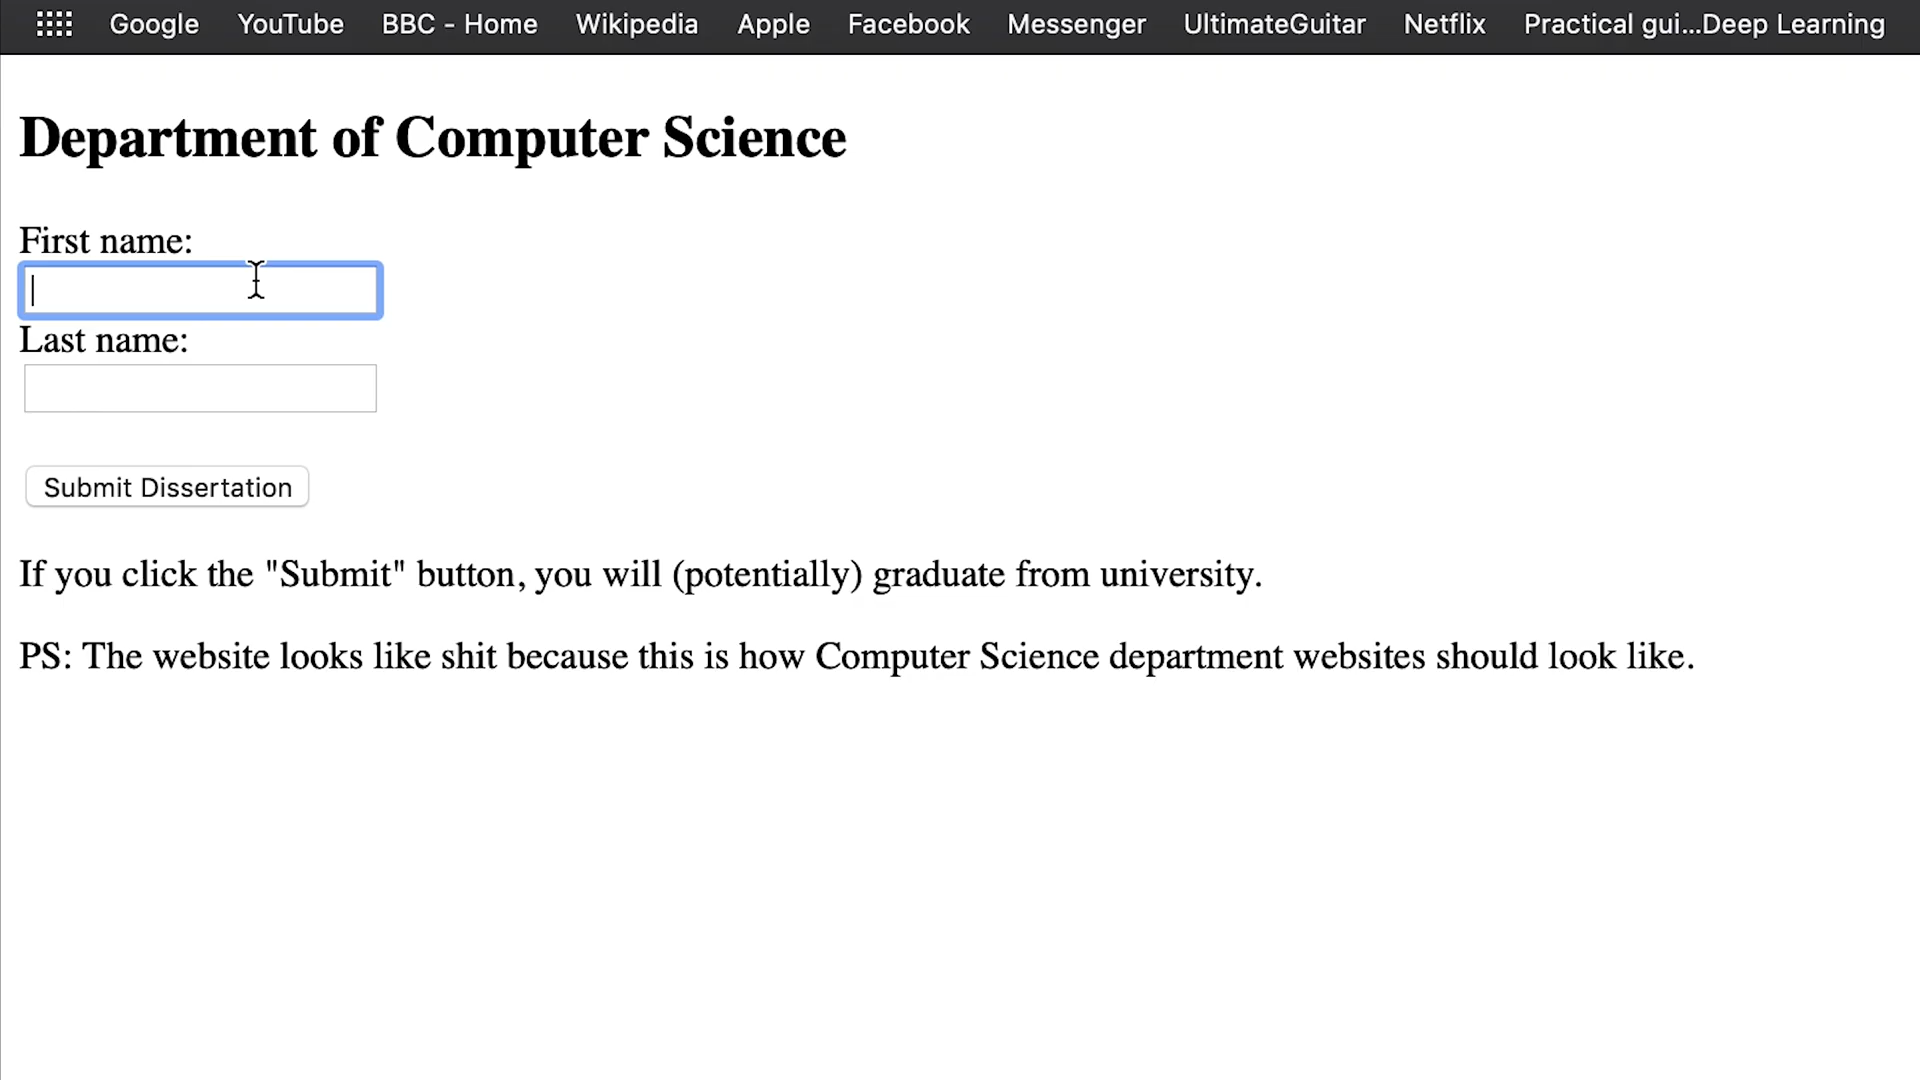 Google YouTube BBC - Home Wikipedia Apple Facebook Messenger UltimateGuitar Netflix Practical gui...Deep Learning
Department of Computer Science
First name:
Last name:
Submit Dissertation
If you click the "Submit" button, you will (potentially) graduate from university.
PS: The website looks like shit because this is how Computer Science department websites should look like.